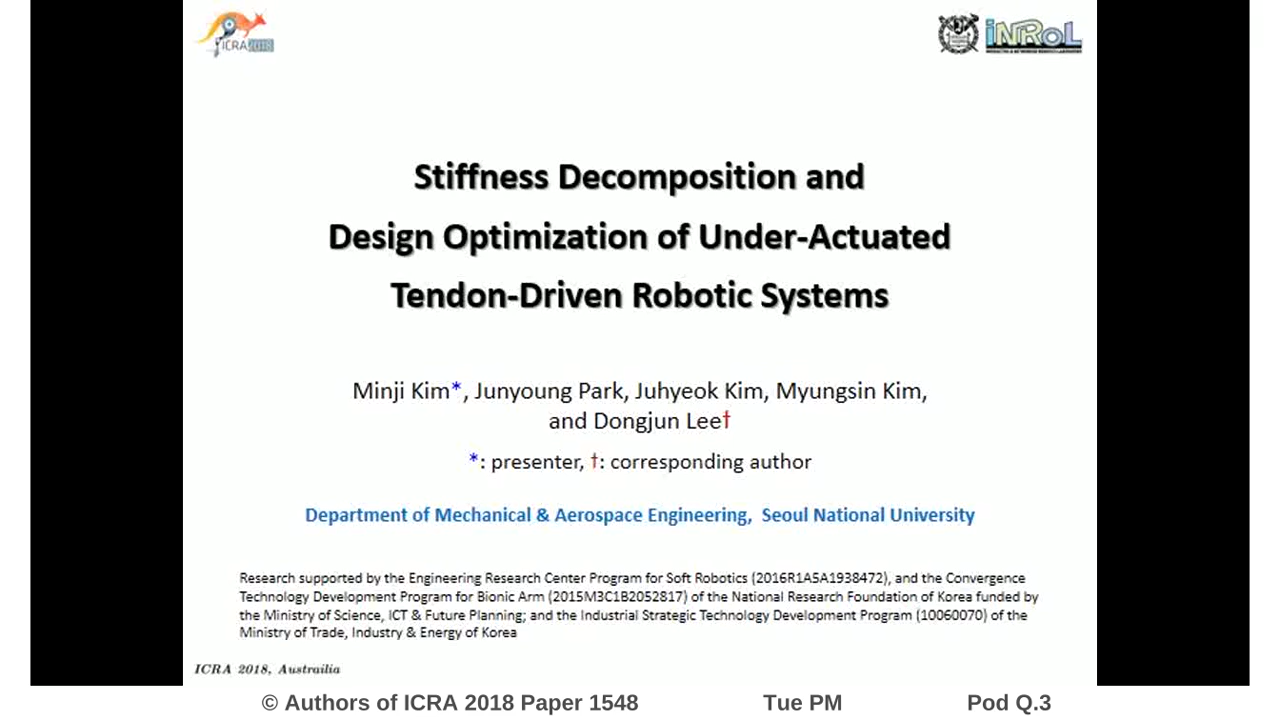 ICRA2018
iNRoL
Stiffness Decomposition and
Design Optimization of Under-Actuated
Tendon-Driven Robotic Systems
Minji Kim*, Junyoung Park, Juhyeok Kim, Myungsin Kim,
and Dongjun Lee†
*: presenter, †: corresponding author
Department of Mechanical & Aerospace Engineering, Seoul National University
Research supported by the Engineering Research Center Program for Soft Robotics (2016R1A5A1938472), and the Convergence
Technology Development Program for Bionic Arm (2015M3C1B2052817) of the National Research Foundation of Korea funded by
the Ministry of Science, ICT & Future Planning; and the Industrial Strategic Technology Development Program (10060070) of the
Ministry of Trade, Industry & Energy of Korea
ICRA 2018, Austrailia
© Authors of ICRA 2018 Paper 1548 Tue PM Pod Q.3